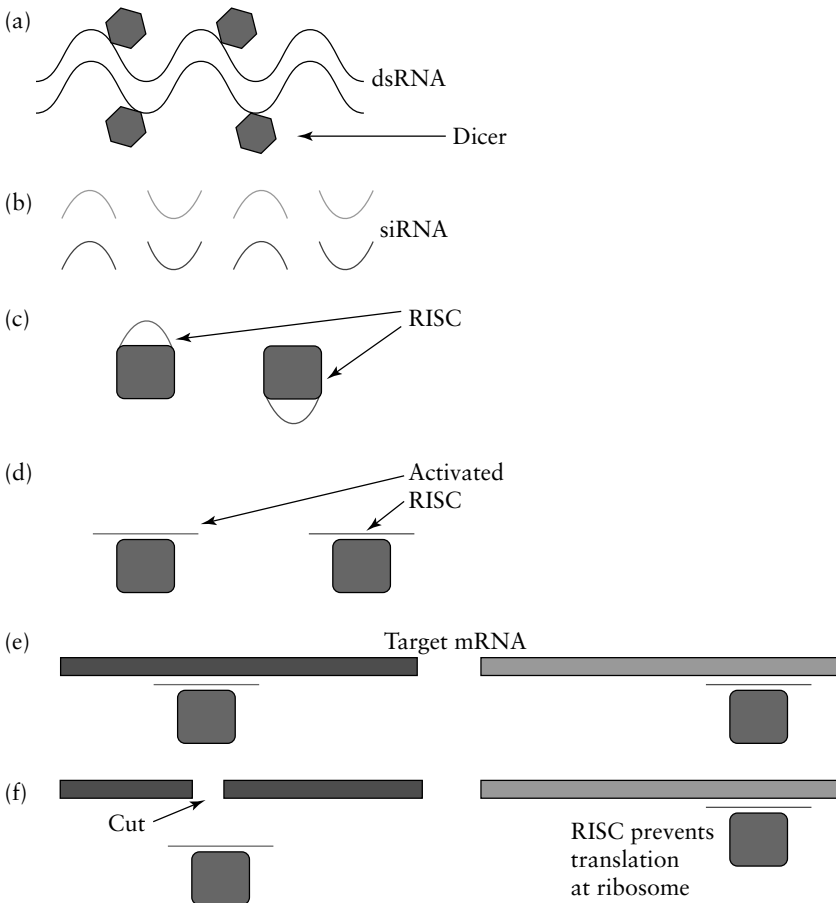 (a)
dsRNA
Dicer
(b)
siRNA
(c)
RISC
(d)
Activated
RISC
(e)
Target mRNA
(f)
Cut
RISC prevents
translation
at ribosome